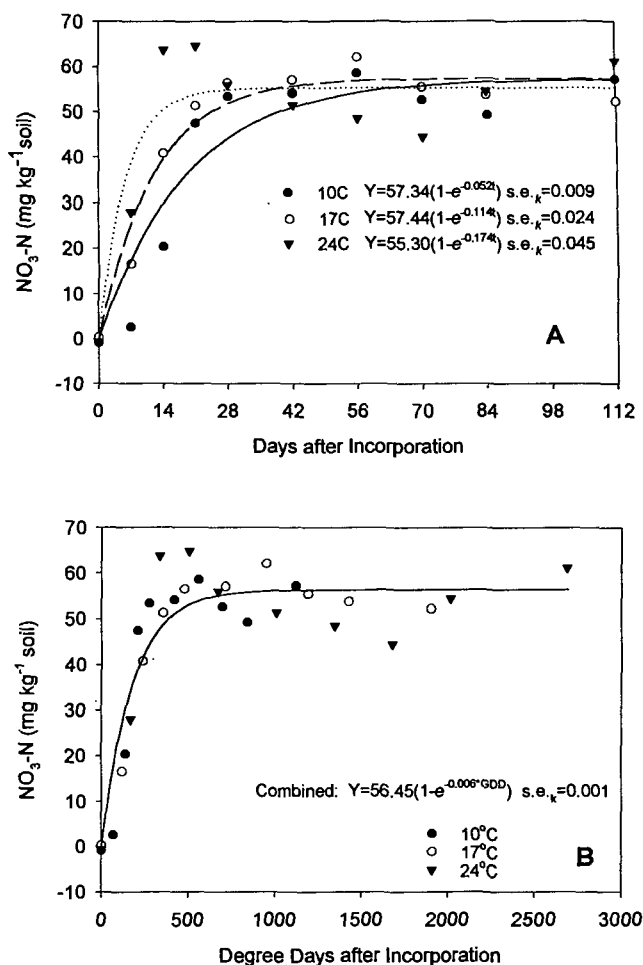 70
60
50
40
30
20
10
0
-10
NO₃-N (mg kg⁻¹ soil)
10C Y=57.34(1-e^-0.052t) s.e.ₖ=0.009
17C Y=57.44(1-e^-0.114t) s.e.ₖ=0.024
24C Y=55.30(1-e^-0.174t) s.e.ₖ=0.045
A
0 14 28 42 56 70 84 98 112
Days after Incorporation
70
60
50
40
30
20
10
0
-10
NO₃-N (mg kg⁻¹ soil)
Combined: Y=56.45(1-e^-0.006*GDD) s.e.ₖ=0.001
10°C
17°C
24°C
B
0 500 1000 1500 2000 2500 3000
Degree Days after Incorporation